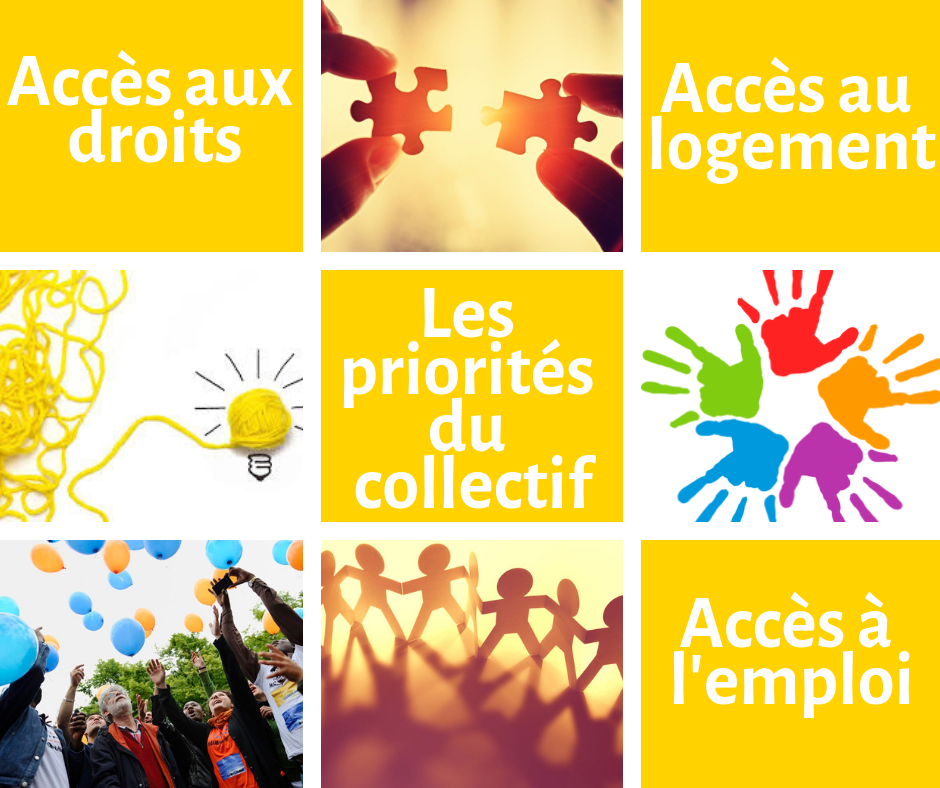 Accès aux
droits
Accès au
logement
Les
priorités
du
collectif
Accès à
l'emploi